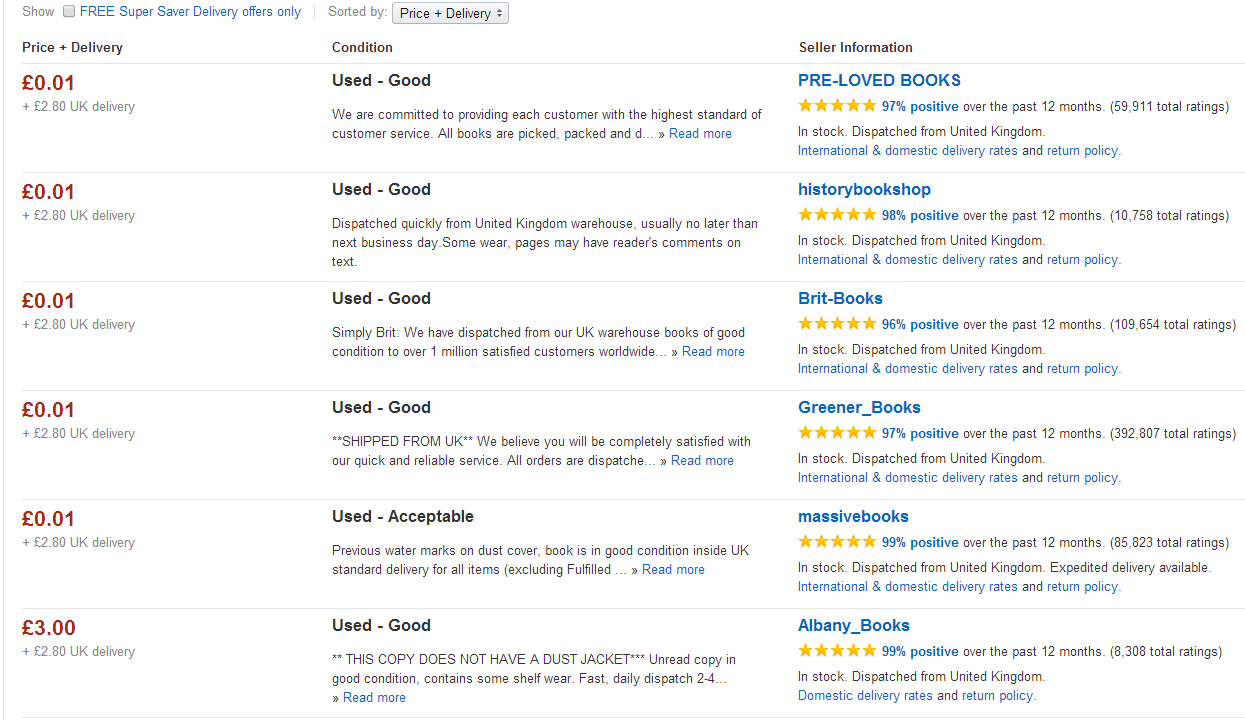 Show FREE Super Saver Delivery offers only Sorted by: Price + Delivery
Price + Delivery Condition Seller Information
£0.01 Used - Good PRE-LOVED BOOKS
+ £2.80 UK delivery 97% positive over the past 12 months. (59,911 total ratings)
We are committed to providing each customer with the highest standard of
customer service. All books are picked, packed and d... » Read more
In stock. Dispatched from United Kingdom.
International & domestic delivery rates and return policy.
£0.01 Used - Good historybookshop
+ £2.80 UK delivery 98% positive over the past 12 months. (10,758 total ratings)
Dispatched quickly from United Kingdom warehouse, usually no later than
next business day.Some wear, pages may have reader's comments on
text.
In stock. Dispatched from United Kingdom.
International & domestic delivery rates and return policy.
£0.01 Used - Good Brit-Books
+ £2.80 UK delivery 96% positive over the past 12 months. (109,654 total ratings)
Simply Brit: We have dispatched from our UK warehouse books of good
condition to over 1 million satisfied customers worldwide... » Read more
In stock. Dispatched from United Kingdom.
International & domestic delivery rates and return policy.
£0.01 Used - Good Greener_Books
+ £2.80 UK delivery 97% positive over the past 12 months. (392,807 total ratings)
**SHIPPED FROM UK** We believe you will be completely satisfied with
our quick and reliable service. All orders are dispatche... » Read more
In stock. Dispatched from United Kingdom.
International & domestic delivery rates and return policy.
£0.01 Used - Acceptable massivebooks
+ £2.80 UK delivery 99% positive over the past 12 months. (85,823 total ratings)
Previous water marks on dust cover, book is in good condition inside UK
standard delivery for all items (excluding Fulfilled ... » Read more
In stock. Dispatched from United Kingdom. Expedited delivery available.
International & domestic delivery rates and return policy.
£3.00 Used - Good Albany_Books
+ £2.80 UK delivery 99% positive over the past 12 months. (8,308 total ratings)
** THIS COPY DOES NOT HAVE A DUST JACKET*** Unread copy in
good condition, contains some shelf wear. Fast, daily dispatch 2-4...
» Read more
In stock. Dispatched from United Kingdom.
Domestic delivery rates and return policy.